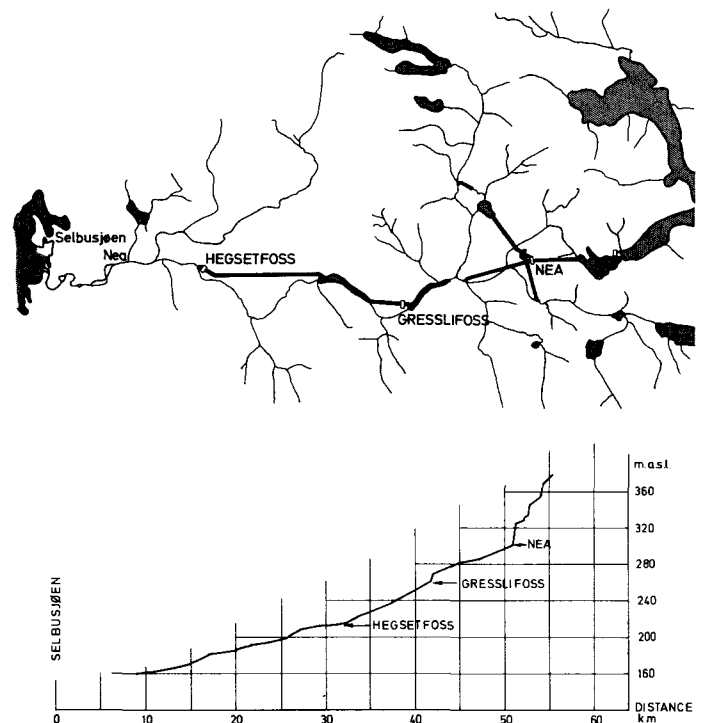 Selbusjøen
Nea
HEGSETFOSS
NEA
GRESSLIFOSS
m.a.s.l.
360
320
NEA
280
GRESSLIFOSS
240
HEGSETFOSS
200
160
SELBUSJØEN
0 10 20 30 40 50 60
DISTANCE
km